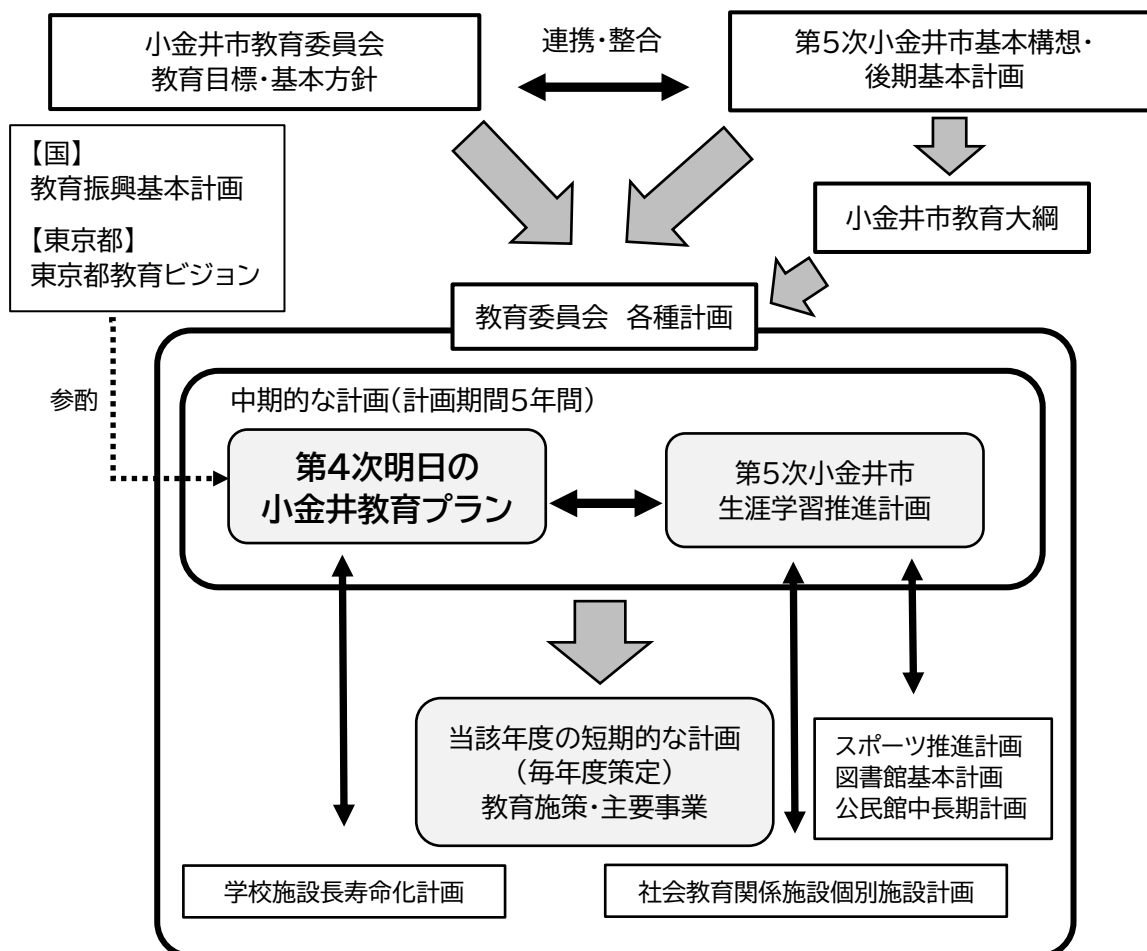 小金井市教育委員会
教育目標・基本方針
連携・整合
第5次小金井市基本構想・
後期基本計画
【国】
教育振興基本計画
【東京都】
東京都教育ビジョン
小金井市教育大綱
教育委員会　各種計画
参酌
中期的な計画(計画期間5年間)
第4次明日の
小金井教育プラン
第5次小金井市
生涯学習推進計画
当該年度の短期的な計画
(毎年度策定)
教育施策・主要事業
スポーツ推進計画
図書館基本計画
公民館中長期計画
学校施設長寿命化計画
社会教育関係施設個別施設計画